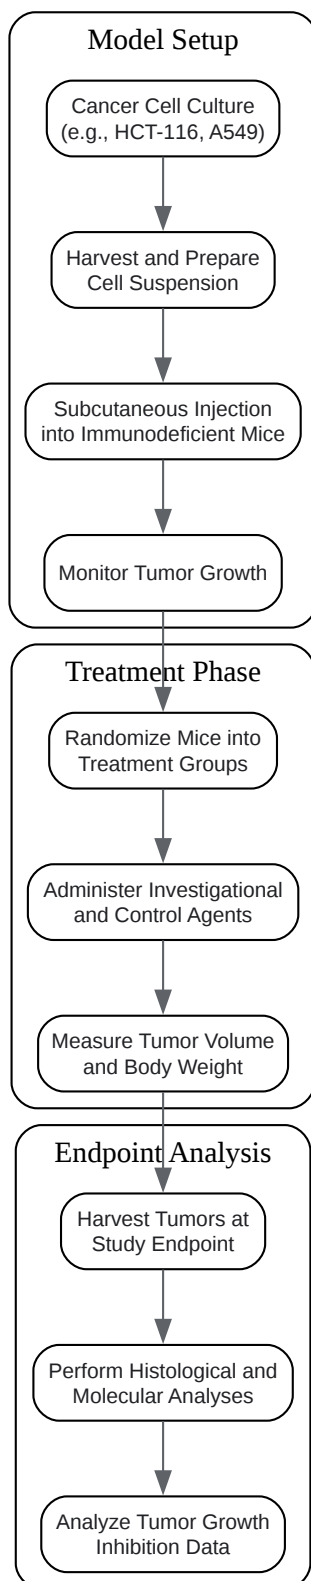 Model Setup
Cancer Cell Culture
(e.g., HCT-116, A549)
Harvest and Prepare
Cell Suspension
Subcutaneous Injection
into Immunodeficient Mice
Monitor Tumor Growth
Treatment Phase
Randomize Mice into
Treatment Groups
Administer Investigational
and Control Agents
Measure Tumor Volume
and Body Weight
Endpoint Analysis
Harvest Tumors at
Study Endpoint
Perform Histological and
Molecular Analyses
Analyze Tumor Growth
Inhibition Data